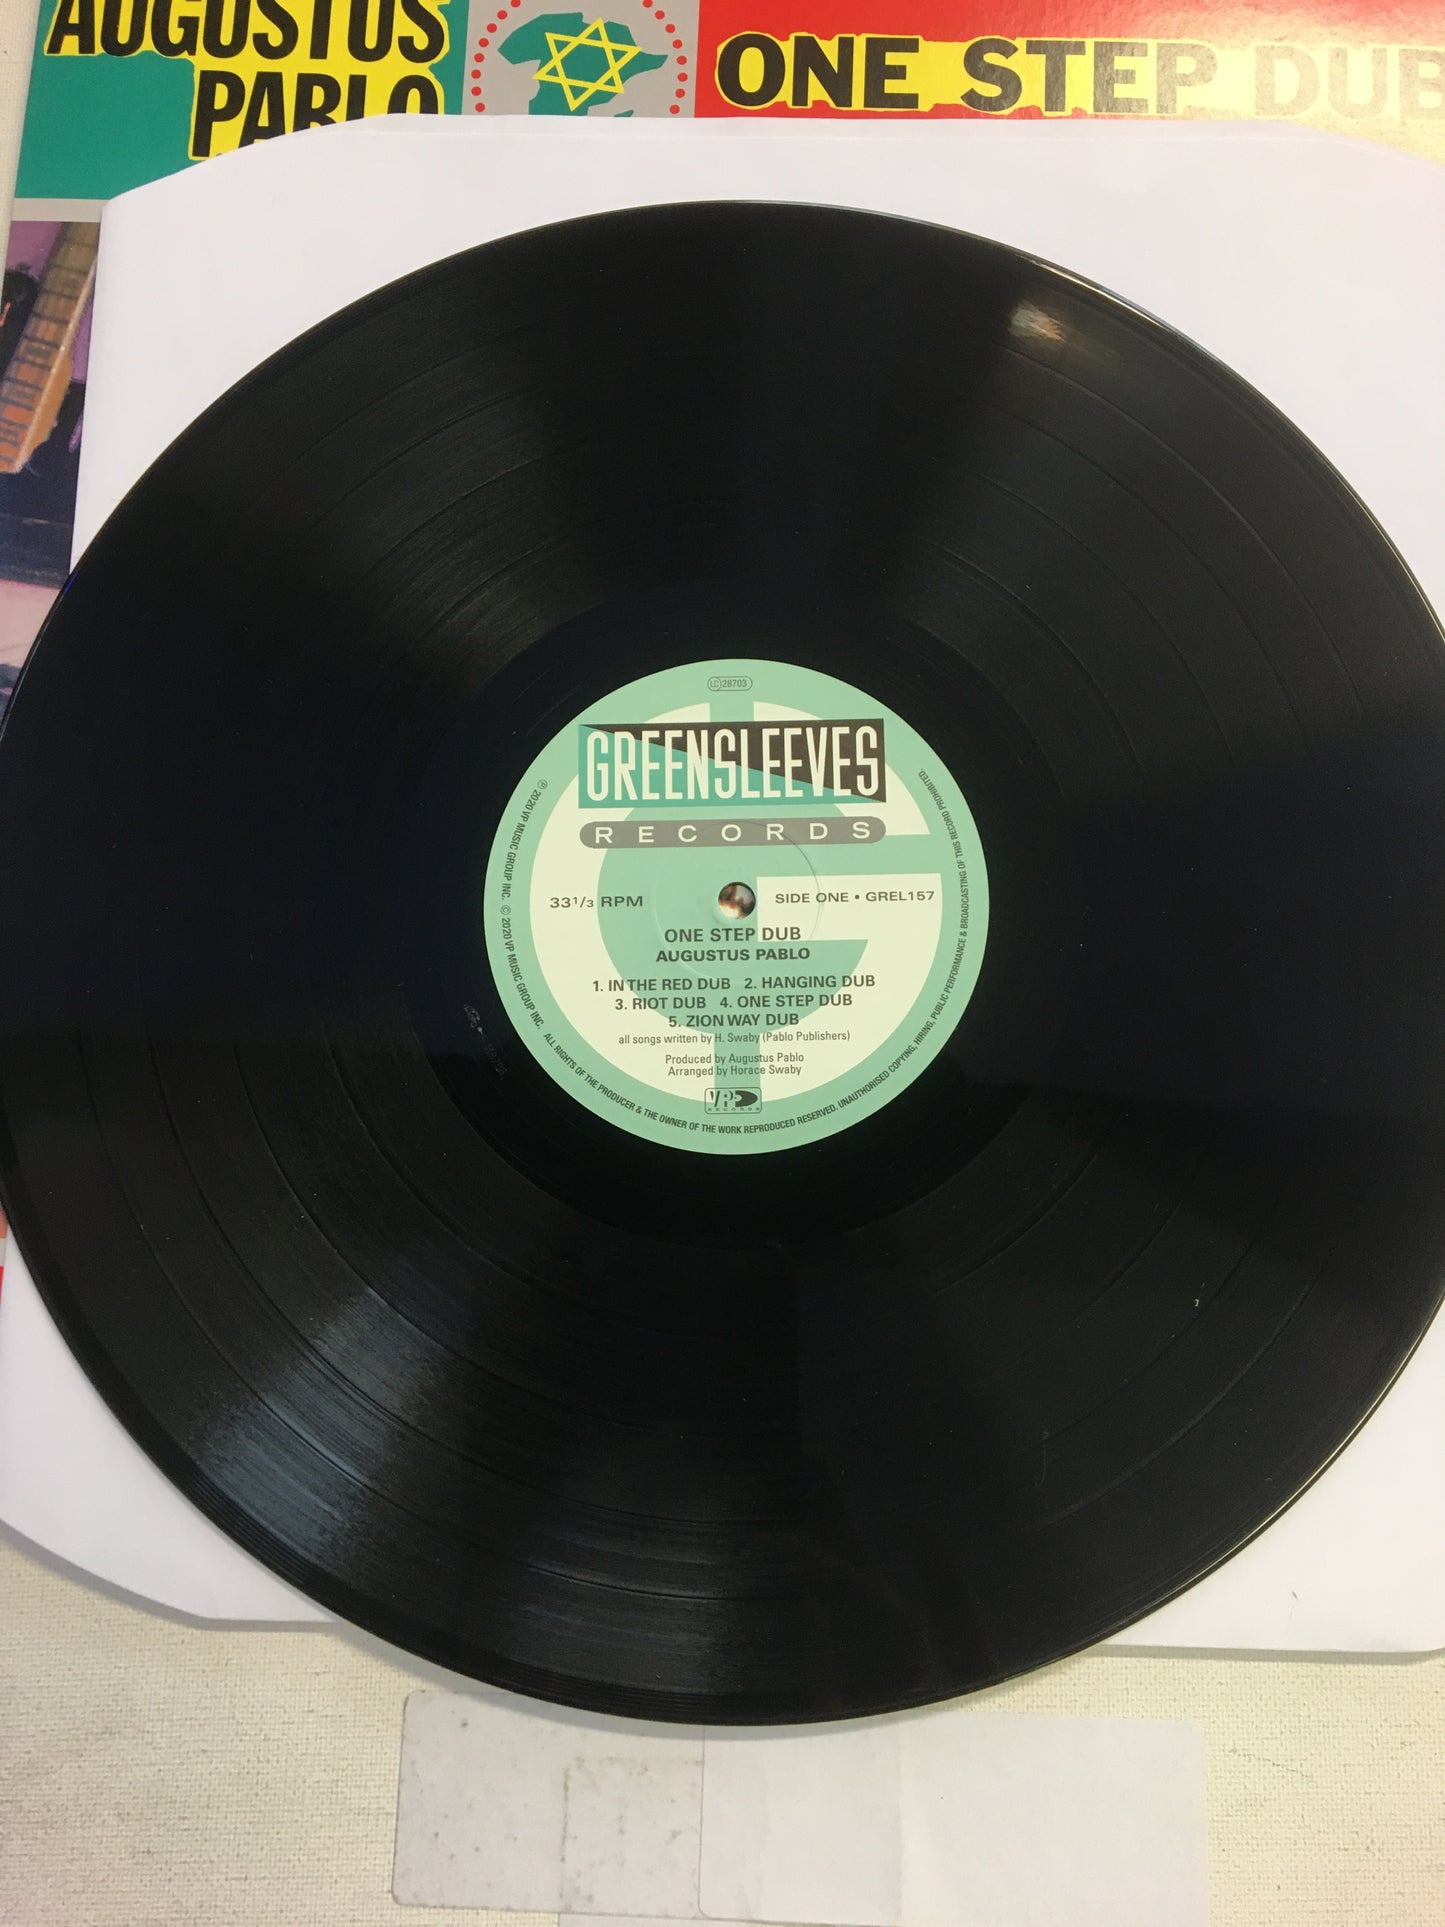 AUGUSTUS
PABLO
ONE STEP DUB
LC 28703
GREENSLEEVES
RECORDS
33 1/3 RPM
SIDE ONE • GREL157
ONE STEP DUB
AUGUSTUS PABLO
1. IN THE RED DUB 2. HANGING DUB
3. RIOT DUB 4. ONE STEP DUB
5. ZION WAY DUB
all songs written by H. Swaby (Pablo Publishers)
Produced by Augustus Pablo
Arranged by Horace Swaby
VP
RECORDS
℗ 2020 VP MUSIC GROUP INC. © 2020 VP MUSIC GROUP INC. ALL RIGHTS OF THE PRODUCER & THE OWNER OF THE WORK REPRODUCED RESERVED. UNAUTHORISED COPYING, HIRING, PUBLIC PERFORMANCE & BROADCASTING OF THIS RECORD PROHIBITED.